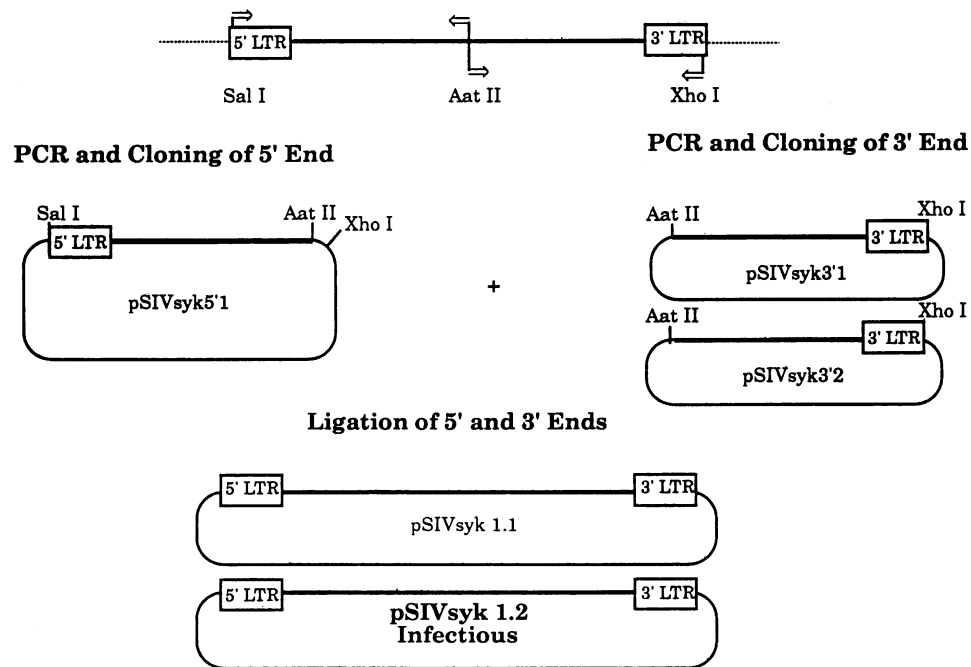 5' LTR
3' LTR
Sal I
Aat II
Xho I
PCR and Cloning of 5' End
PCR and Cloning of 3' End
Sal I
Aat II
Xho I
5' LTR
pSIVsyk5'1
+
Aat II
Xho I
3' LTR
pSIVsyk3'1
Aat II
Xho I
3' LTR
pSIVsyk3'2
Ligation of 5' and 3' Ends
5' LTR
3' LTR
pSIVsyk 1.1
5' LTR
3' LTR
pSIVsyk 1.2
Infectious